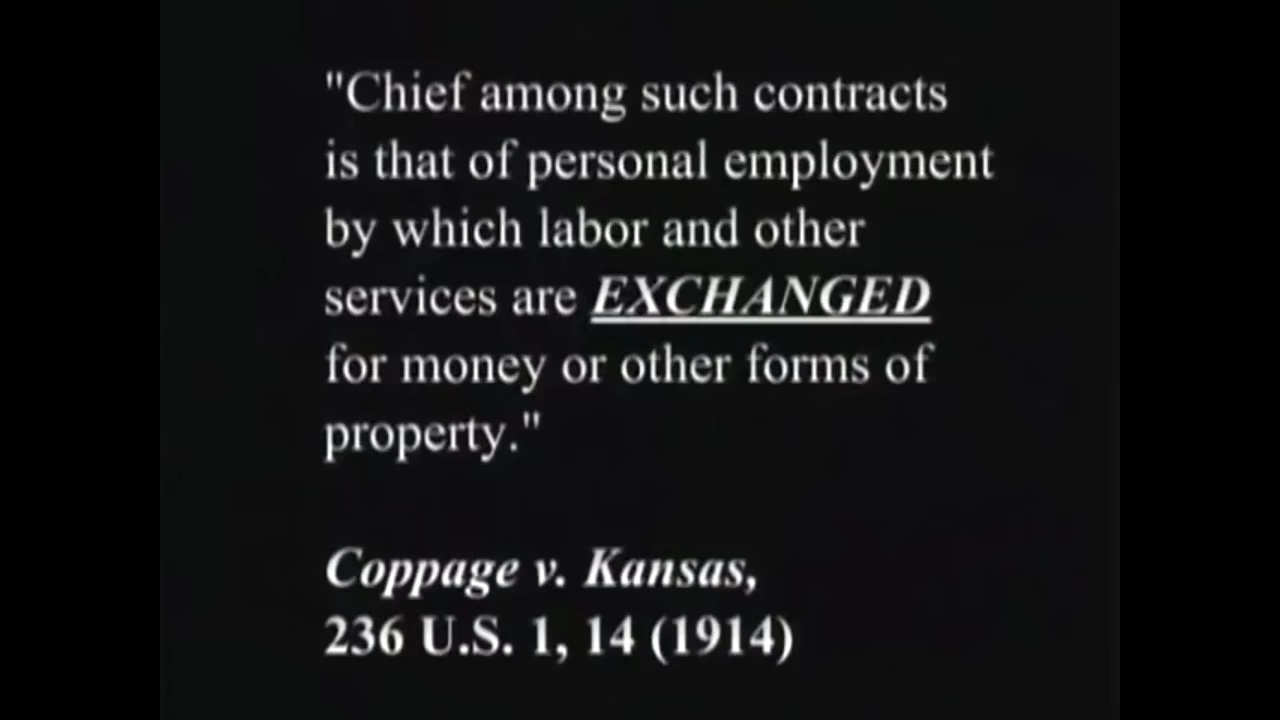 "Chief among such contracts
is that of personal employment
by which labor and other
services are EXCHANGED
for money or other forms of
property."
Coppage v. Kansas,
236 U.S. 1, 14 (1914)